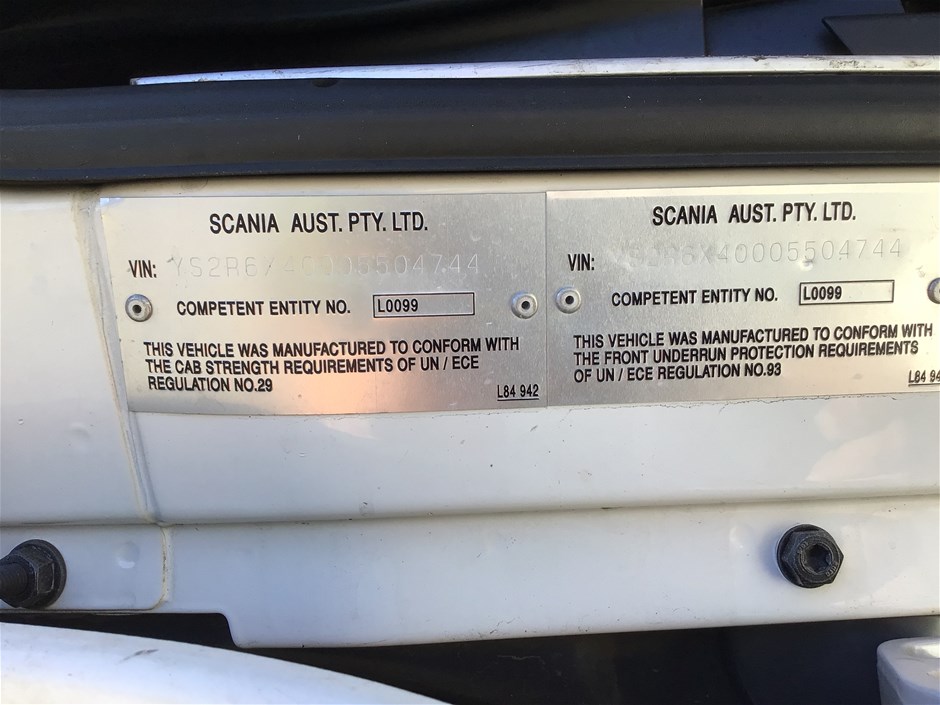 SCANIA AUST. PTY. LTD.
VIN: YS2R6X40005504744
COMPETENT ENTITY NO. L0099
THIS VEHICLE WAS MANUFACTURED TO CONFORM WITH
THE CAB STRENGTH REQUIREMENTS OF UN / ECE
REGULATION NO.29
L84 942
SCANIA AUST. PTY. LTD.
VIN: YS2R6X40005504744
COMPETENT ENTITY NO. L0099
THIS VEHICLE WAS MANUFACTURED TO CONFORM WITH
THE FRONT UNDERRUN PROTECTION REQUIREMENTS
OF UN / ECE REGULATION NO.93
L84 94